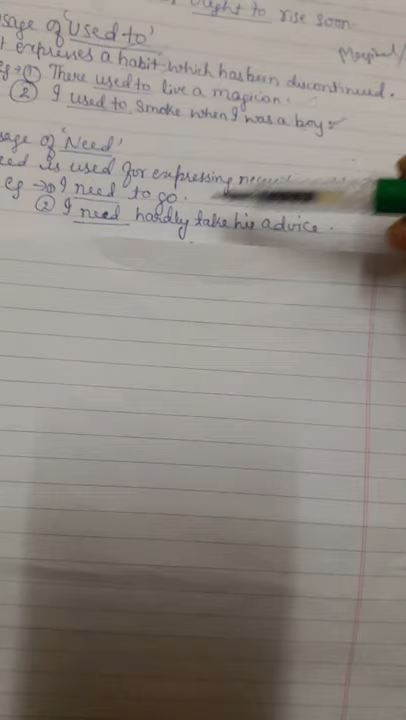 ought to rise soon
sage of 'Used to'
t expresses a habit which has been discontinued.
eg → ① There used to live a magician.
② I used to smoke when I was a boy.
sage of 'Need'
eed is used for expressing
eg → ① I need to go.
② I need hardly take his advice.